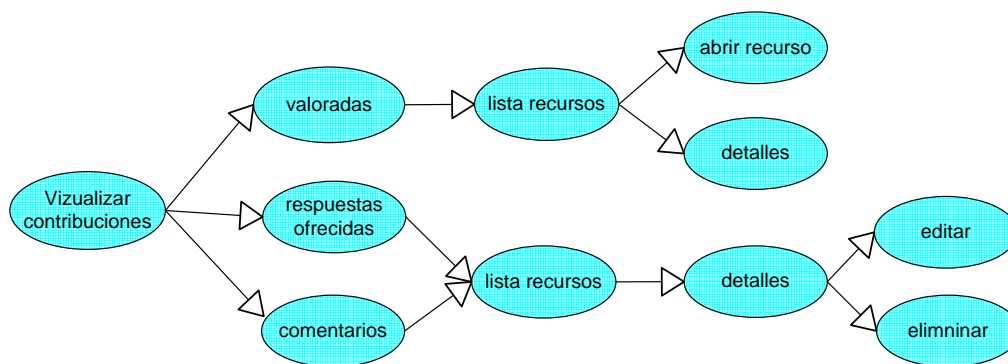 abrir recurso
valoradas
lista recursos
detalles
Vizualizar
contribuciones
respuestas
ofrecidas
editar
lista recursos
detalles
comentarios
elimninar